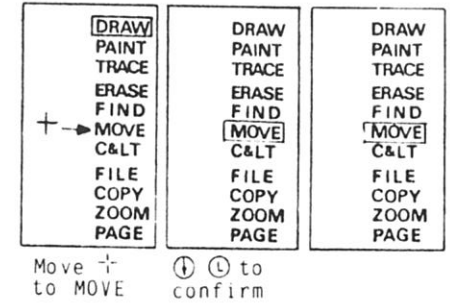 DRAW
PAINT
TRACE
ERASE
FIND
MOVE
C&LT
FILE
COPY
ZOOM
PAGE
Move + to MOVE
DRAW
PAINT
TRACE
ERASE
FIND
MOVE
C&LT
FILE
COPY
ZOOM
PAGE
Ⓛ to
confirm
DRAW
PAINT
TRACE
ERASE
FIND
MOVE
C&LT
FILE
COPY
ZOOM
PAGE